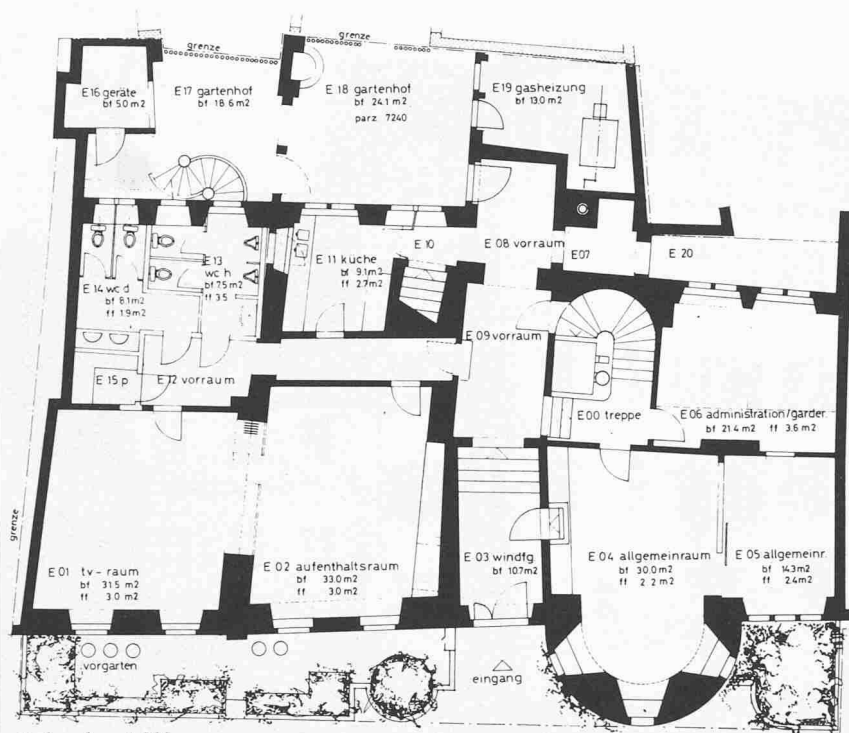 grenze
grenze
E16 geräte
bf 5.0 m2
E17 gartenhof
bf 18.6 m2
E18 gartenhof
bf 24.1 m2
parz 7240
E19 gasheizung
bf 13.0 m2
E 10
E 08 vorraum
E07
E 20
E 11 küche
bf 9.1 m2
ff 2.7 m2
E 13
wc h
bf 7.5 m2
ff 3.5
E 14 wc d
bf 8.1 m2
ff 1.9 m2
E 15 p
E 12 vorraum
E 09 vorraum
E 00 treppe
E 06 administration/garder.
bf 21.4 m2 ff 3.6 m2
grenze
E 01 tv-raum
bf 31.5 m2
ff 3.0 m2
E 02 aufenthaltsraum
bf 33.0 m2
ff 3.0 m2
E 03 windfg.
bf 10.7 m2
E 04 allgemeinraum
bf 30.0 m2
ff 2.2 m2
E 05 allgemeinr.
bf 14.3 m2
ff 2.4 m2
vorgarten
eingang